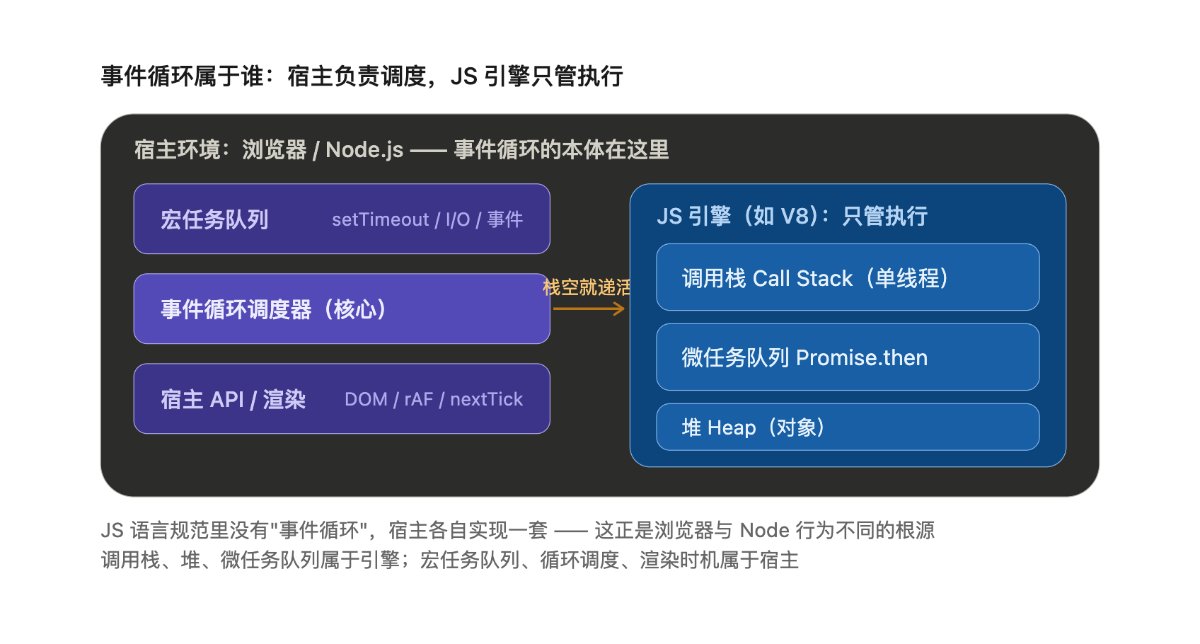 事件循环属于谁：宿主负责调度，JS 引擎只管执行
宿主环境：浏览器 / Node.js —— 事件循环的本体在这里
宏任务队列 setTimeout / I/O / 事件
事件循环调度器（核心）
宿主 API / 渲染 DOM / rAF / nextTick
栈空就递活
JS 引擎（如 V8）：只管执行
调用栈 Call Stack（单线程）
微任务队列 Promise.then
堆 Heap（对象）
JS 语言规范里没有"事件循环"，宿主各自实现一套 —— 这正是浏览器与 Node 行为不同的根源
调用栈、堆、微任务队列属于引擎；宏任务队列、循环调度、渲染时机属于宿主